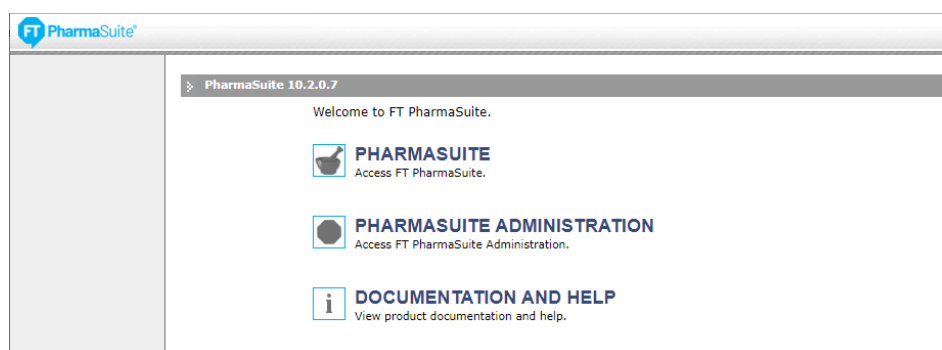 FT PharmaSuite®
PharmaSuite 10.2.0.7
Welcome to FT PharmaSuite.
PHARMASUITE
Access FT PharmaSuite.
PHARMASUITE ADMINISTRATION
Access FT PharmaSuite Administration.
i DOCUMENTATION AND HELP
View product documentation and help.